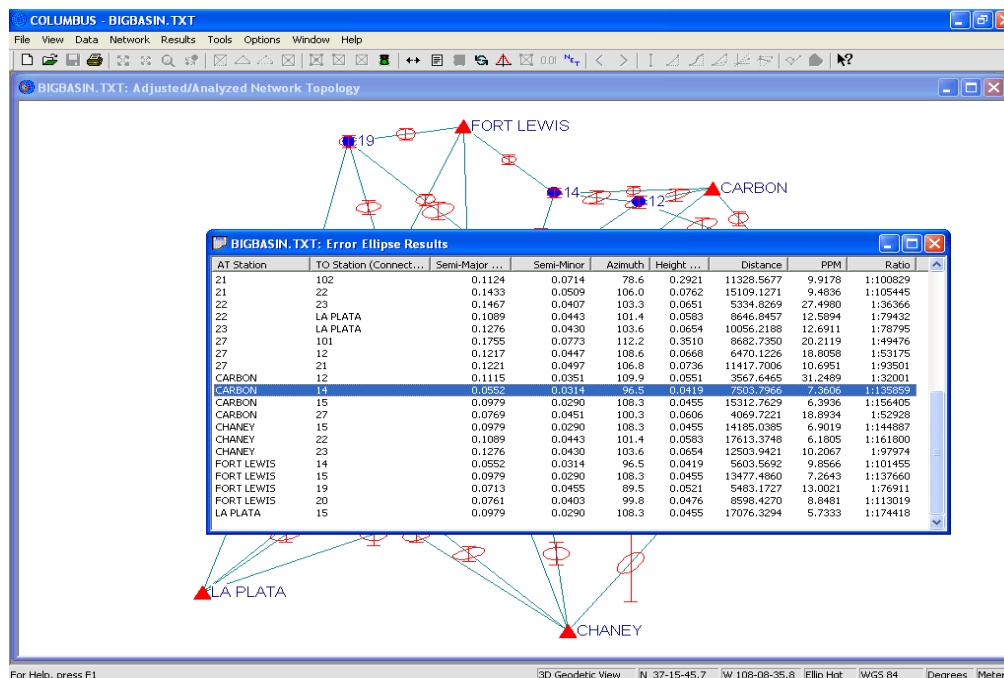 COLUMBUS - BIGBASIN.TXT
File View Data Network Results Tools Options Window Help
0.01 NET
BIGBASIN.TXT: Adjusted/Analyzed Network Topology
19 FORT LEWIS
14 CARBON
12
BIGBASIN.TXT: Error Ellipse Results
AT Station TO Station (Connect... Semi-Major ... Semi-Minor Azimuth Height ... Distance PPM Ratio
21 102 0.1124 0.0714 78.6 0.2921 11328.5677 9.9178 1:100829
21 22 0.1433 0.0509 106.0 0.0762 15109.1271 9.4836 1:105445
22 23 0.1467 0.0407 103.3 0.0651 5334.8269 27.4980 1:36366
22 LA PLATA 0.1089 0.0443 101.4 0.0583 8646.8457 12.5894 1:79432
23 LA PLATA 0.1276 0.0430 103.6 0.0654 10056.2188 12.6911 1:78795
27 101 0.1755 0.0773 112.2 0.3510 8682.7350 20.2119 1:49476
27 12 0.1217 0.0447 108.6 0.0668 6470.1226 18.8058 1:53175
27 21 0.1221 0.0497 106.8 0.0736 11417.7006 10.6951 1:93501
CARBON 12 0.1115 0.0351 109.9 0.0551 3567.6465 31.2489 1:32001
CARBON 14 0.0552 0.0314 96.5 0.0419 7503.7966 7.3606 1:135859
CARBON 15 0.0979 0.0290 108.3 0.0455 15312.7629 6.3936 1:156405
CARBON 27 0.0769 0.0451 100.3 0.0606 4069.7221 18.8934 1:52928
CHANEY 15 0.0979 0.0290 108.3 0.0455 14185.0385 6.9019 1:144887
CHANEY 22 0.1089 0.0443 101.4 0.0583 17613.3748 6.1805 1:161800
CHANEY 23 0.1276 0.0430 103.6 0.0654 12503.9421 10.2067 1:97974
FORT LEWIS 14 0.0552 0.0314 96.5 0.0419 5603.5692 9.8566 1:101455
FORT LEWIS 15 0.0979 0.0290 108.3 0.0455 13477.4860 7.2643 1:137660
FORT LEWIS 19 0.0713 0.0455 89.5 0.0521 5483.1727 13.0021 1:76911
FORT LEWIS 20 0.0761 0.0403 99.8 0.0476 8598.4270 8.8481 1:113019
LA PLATA 15 0.0979 0.0290 108.3 0.0455 17076.3294 5.7333 1:174418
LA PLATA
CHANEY
For Help, press F1 3D Geodetic View N 37-15-45.7 W 108-08-35.8 Ellip Hgt WGS 84 Degrees Meter